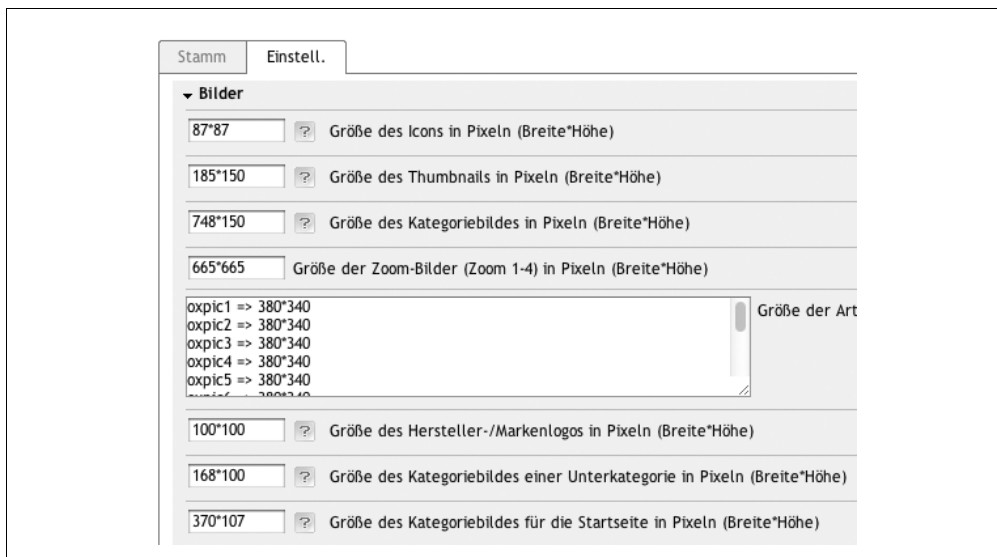 Stamm Einstell.
Bilder
87*87 ? Größe des Icons in Pixeln (Breite*Höhe)
185*150 ? Größe des Thumbnails in Pixeln (Breite*Höhe)
748*150 ? Größe des Kategoriebildes in Pixeln (Breite*Höhe)
665*665 Größe der Zoom-Bilder (Zoom 1-4) in Pixeln (Breite*Höhe)
oxpic1 => 380*340 Größe der Art
oxpic2 => 380*340
oxpic3 => 380*340
oxpic4 => 380*340
oxpic5 => 380*340
100*100 ? Größe des Hersteller-/Markenlogos in Pixeln (Breite*Höhe)
168*100 ? Größe des Kategoriebildes einer Unterkategorie in Pixeln (Breite*Höhe)
370*107 ? Größe des Kategoriebildes für die Startseite in Pixeln (Breite*Höhe)